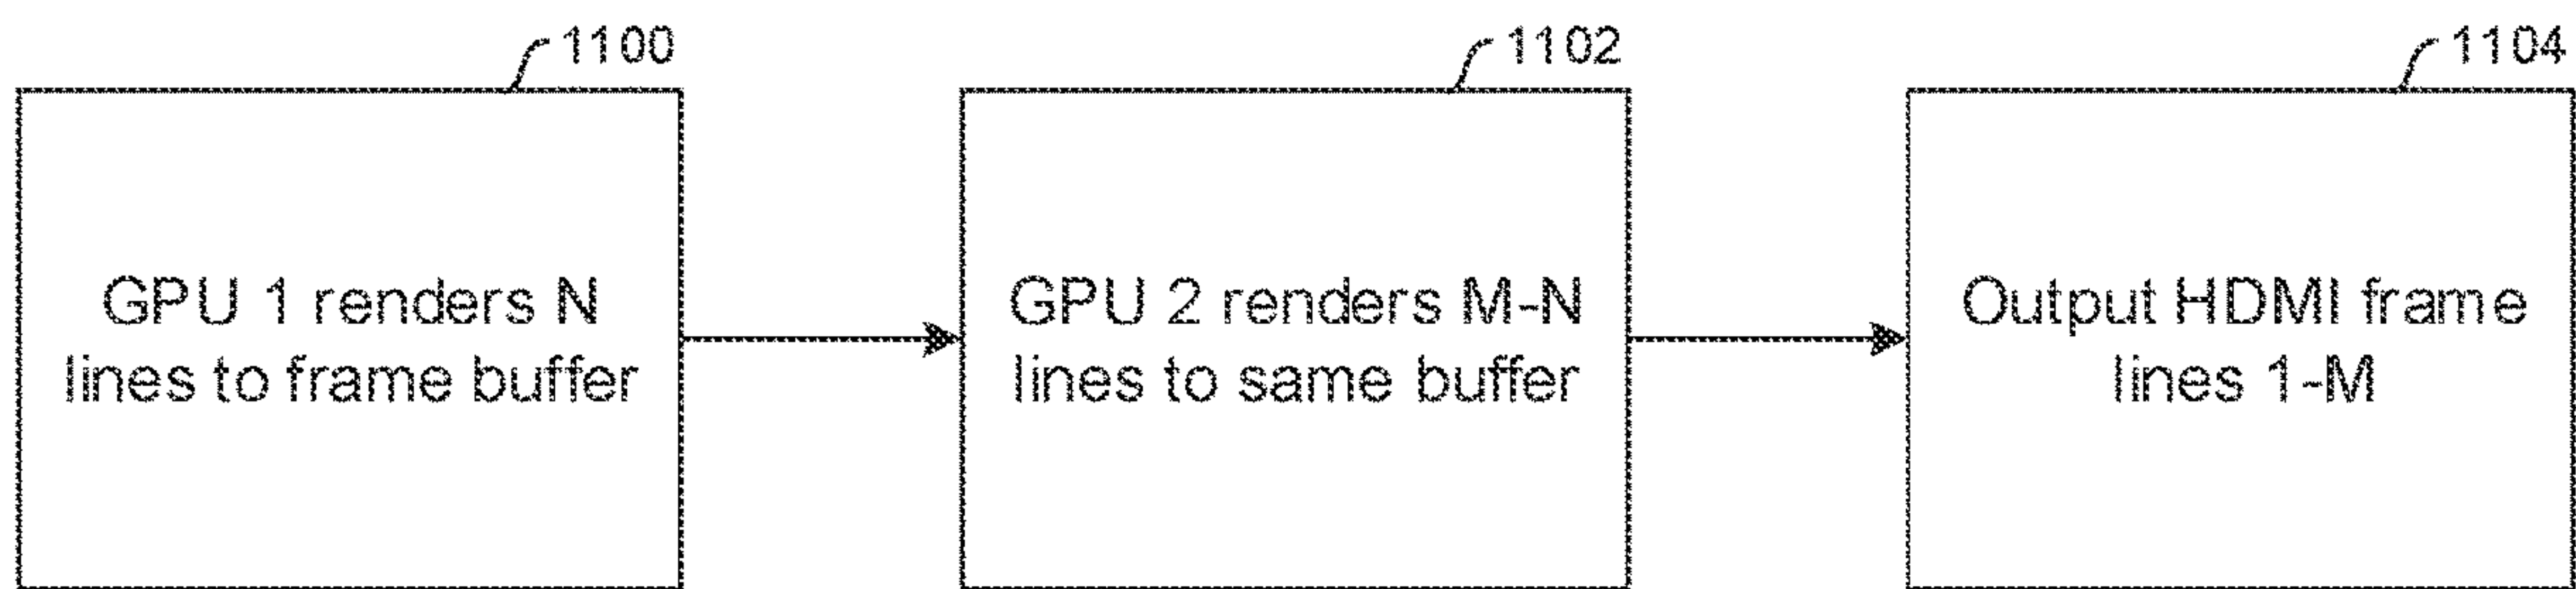 1100
GPU 1 renders N
lines to frame buffer
1102
GPU 2 renders M-N
lines to same buffer
1104
Output HDMI frame
lines 1-M